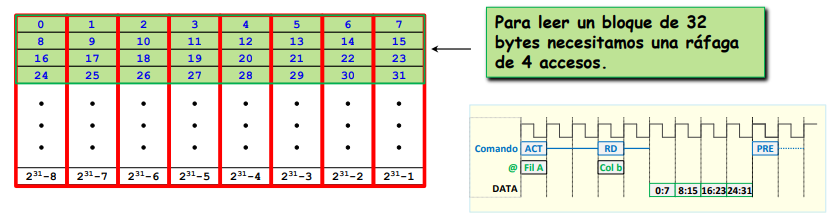 0 1 2 3 4 5 6 7
8 9 10 11 12 13 14 15
16 17 18 19 20 21 22 23
24 25 26 27 28 29 30 31
2³¹-8 2³¹-7 2³¹-6 2³¹-5 2³¹-4 2³¹-3 2³¹-2 2³¹-1
Para leer un bloque de 32
bytes necesitamos una ráfaga
de 4 accesos.
Comando ACT RD PRE
@ Fil A Col b
DATA 0:7 8:15 16:23 24:31